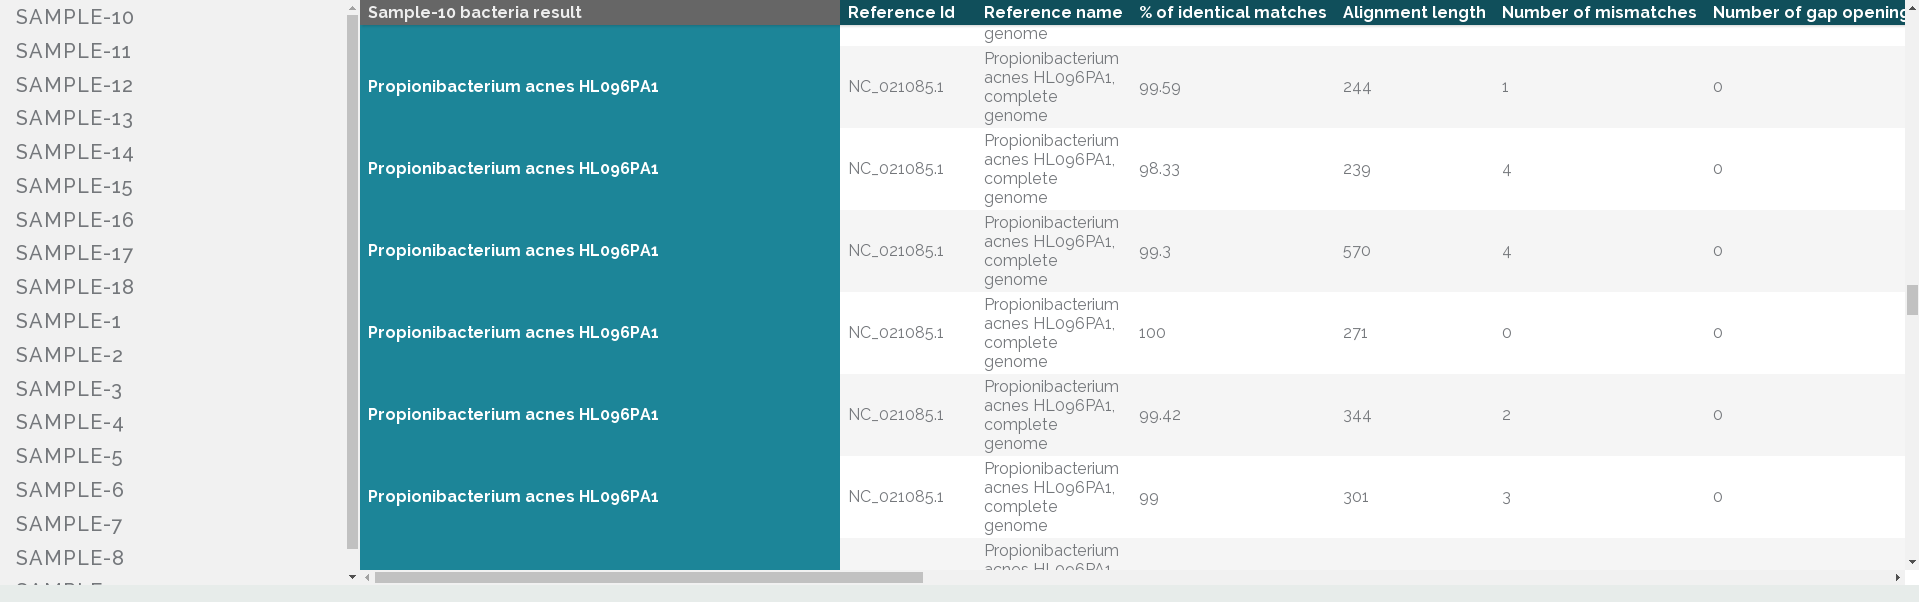 SAMPLE-10
SAMPLE-11
SAMPLE-12
SAMPLE-13
SAMPLE-14
SAMPLE-15
SAMPLE-16
SAMPLE-17
SAMPLE-18
SAMPLE-1
SAMPLE-2
SAMPLE-3
SAMPLE-4
SAMPLE-5
SAMPLE-6
SAMPLE-7
SAMPLE-8
Sample-10 bacteria result Reference Id Reference name % of identical matches Alignment length Number of mismatches Number of gap opening
genome
Propionibacterium
acnes HL096PA1,
Propionibacterium acnes HL096PA1 NC_021085.1 99.59 244 1 0
complete
genome
Propionibacterium
acnes HL096PA1,
Propionibacterium acnes HL096PA1 NC_021085.1 98.33 239 4 0
complete
genome
Propionibacterium
acnes HL096PA1,
Propionibacterium acnes HL096PA1 NC_021085.1 99.3 570 4 0
complete
genome
Propionibacterium
acnes HL096PA1,
Propionibacterium acnes HL096PA1 NC_021085.1 100 271 0 0
complete
genome
Propionibacterium
acnes HL096PA1,
Propionibacterium acnes HL096PA1 NC_021085.1 99.42 344 2 0
complete
genome
Propionibacterium
acnes HL096PA1,
Propionibacterium acnes HL096PA1 NC_021085.1 99 301 3 0
complete
genome
Propionibacterium
acnes HL096PA1